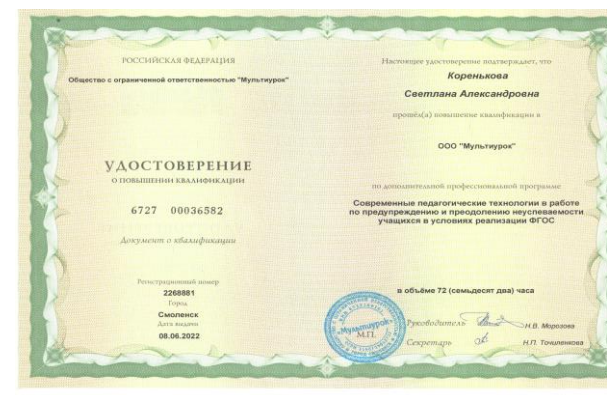 РОССИЙСКАЯ ФЕДЕРАЦИЯ
Общество с ограниченной ответственностью "Мультиурок"
УДОСТОВЕРЕНИЕ
О ПОВЫШЕНИИ КВАЛИФИКАЦИИ
6727 00036582
Документ о квалификации
Регистрационный номер
2268881
Город
Смоленск
Дата выдачи
08.06.2022
Настоящее удостоверение подтверждает, что
Коренькова
Светлана Александровна
прошёл(а) повышение квалификации в
ООО "Мультиурок"
по дополнительной профессиональной программе
Современные педагогические технологии в работе
по предупреждению и преодолению неуспеваемости
учащихся в условиях реализации ФГОС
в объёме 72 (семьдесят два) часа
"Мультиурок"
М.П.
Руководитель Н.В. Морозова
Секретарь Н.П. Точиленкова